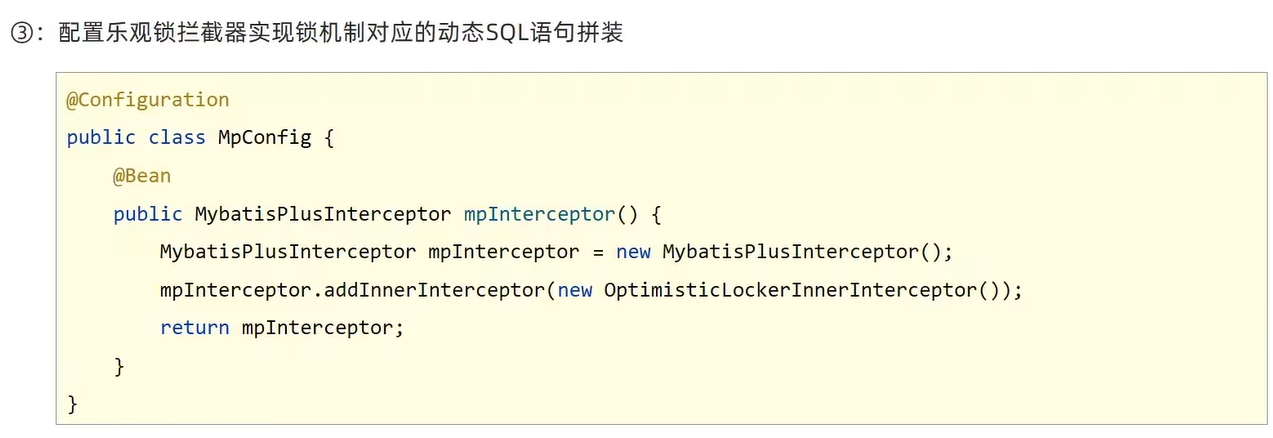 ③：配置乐观锁拦截器实现锁机制对应的动态SQL语句拼装
@Configuration
public class MpConfig {
    @Bean
    public MybatisPlusInterceptor mpInterceptor() {
        MybatisPlusInterceptor mpInterceptor = new MybatisPlusInterceptor();
        mpInterceptor.addInnerInterceptor(new OptimisticLockerInnerInterceptor());
        return mpInterceptor;
    }
}